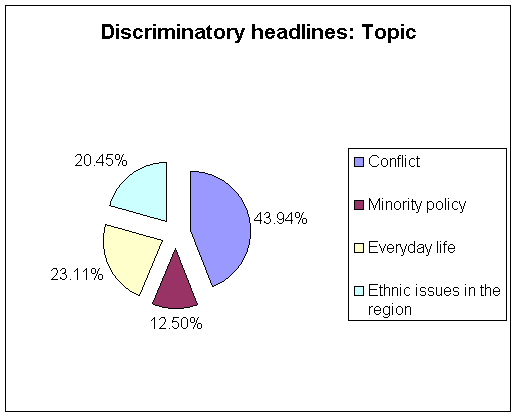 Discriminatory headlines: Topic
20.45%
43.94%
23.11%
12.50%
Conflict
Minority policy
Everyday life
Ethnic issues in the
region